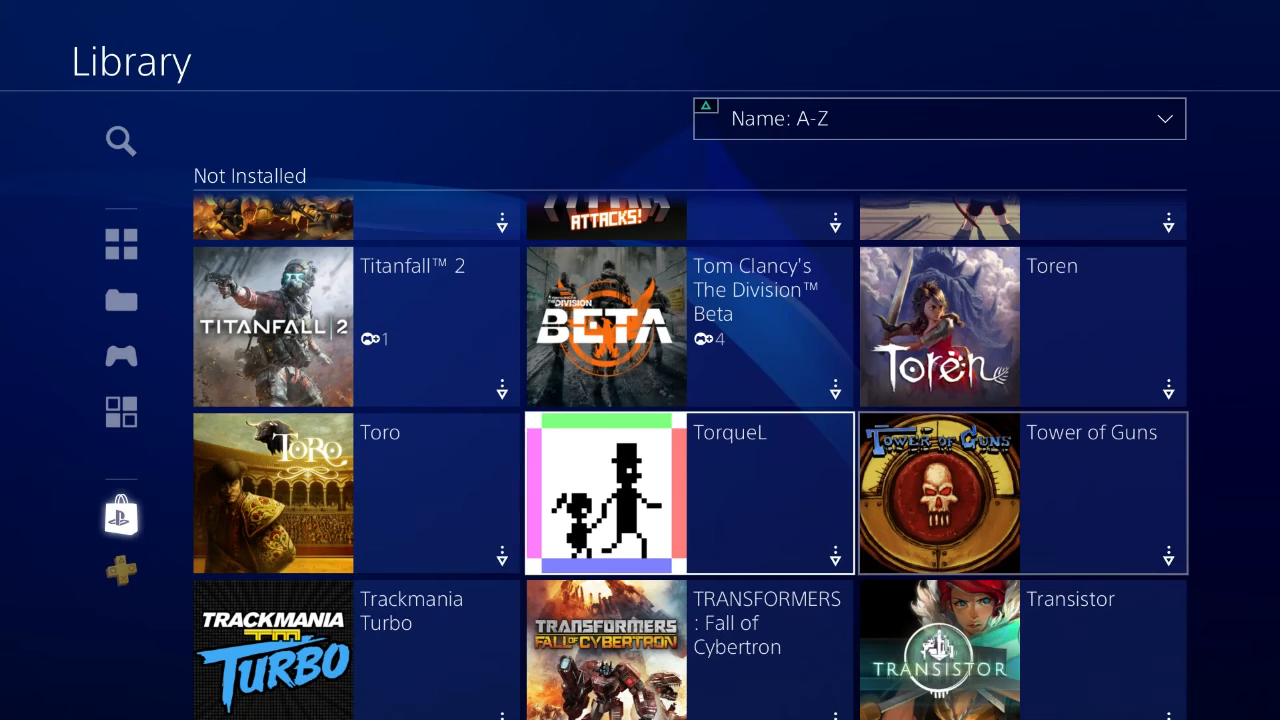 Library
Name: A-Z
Not Installed
ATTACKS!
TITANFALL 2
Titanfall™ 2
1
THE DIVISION
BETA
Tom Clancy's
The Division™
Beta
4
Toren
Toren
TORO
Toro
TorqueL
TOWER OF GUNS
Tower of Guns
TRACKMANIA
TURBO
Trackmania
Turbo
TRANSFORMERS
FALL OF CYBERTRON
TRANSFORMERS
: Fall of
Cybertron
TRANSISTOR
Transistor